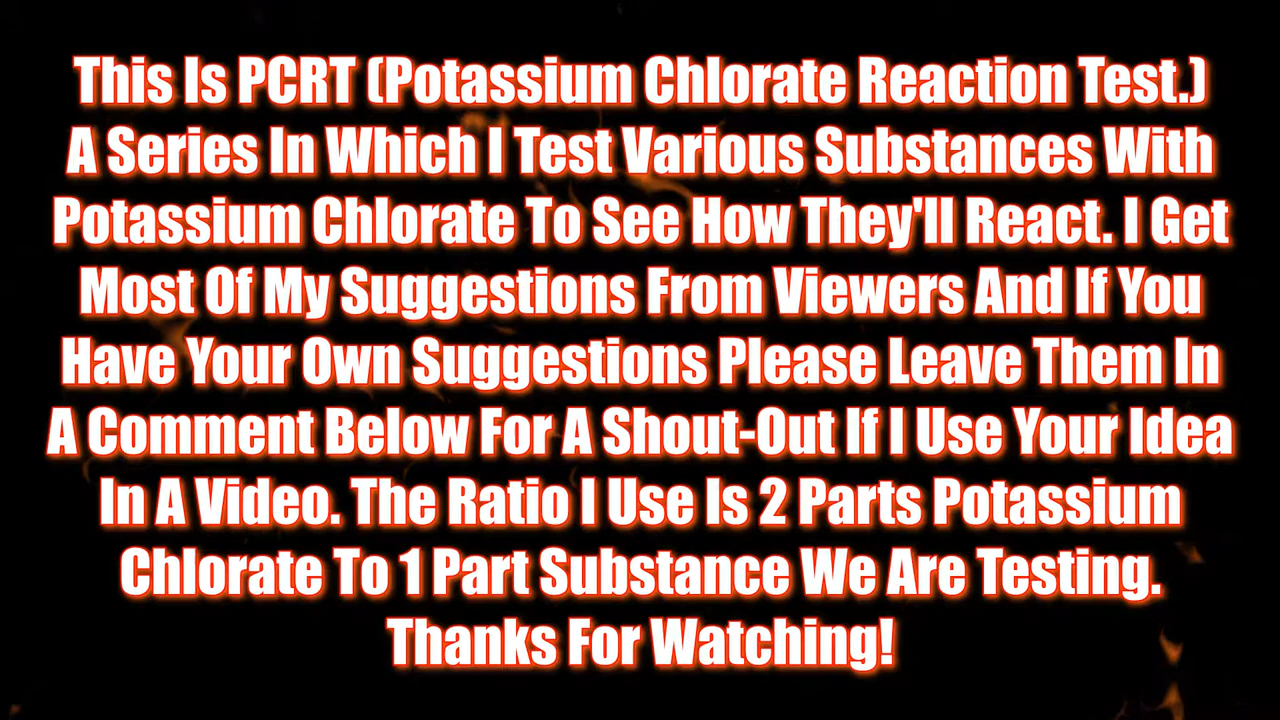 This Is PCRT (Potassium Chlorate Reaction Test.)
A Series In Which I Test Various Substances With
Potassium Chlorate To See How They'll React. I Get
Most Of My Suggestions From Viewers And If You
Have Your Own Suggestions Please Leave Them In
A Comment Below For A Shout-Out If I Use Your Idea
In A Video. The Ratio I Use Is 2 Parts Potassium
Chlorate To 1 Part Substance We Are Testing.
Thanks For Watching!